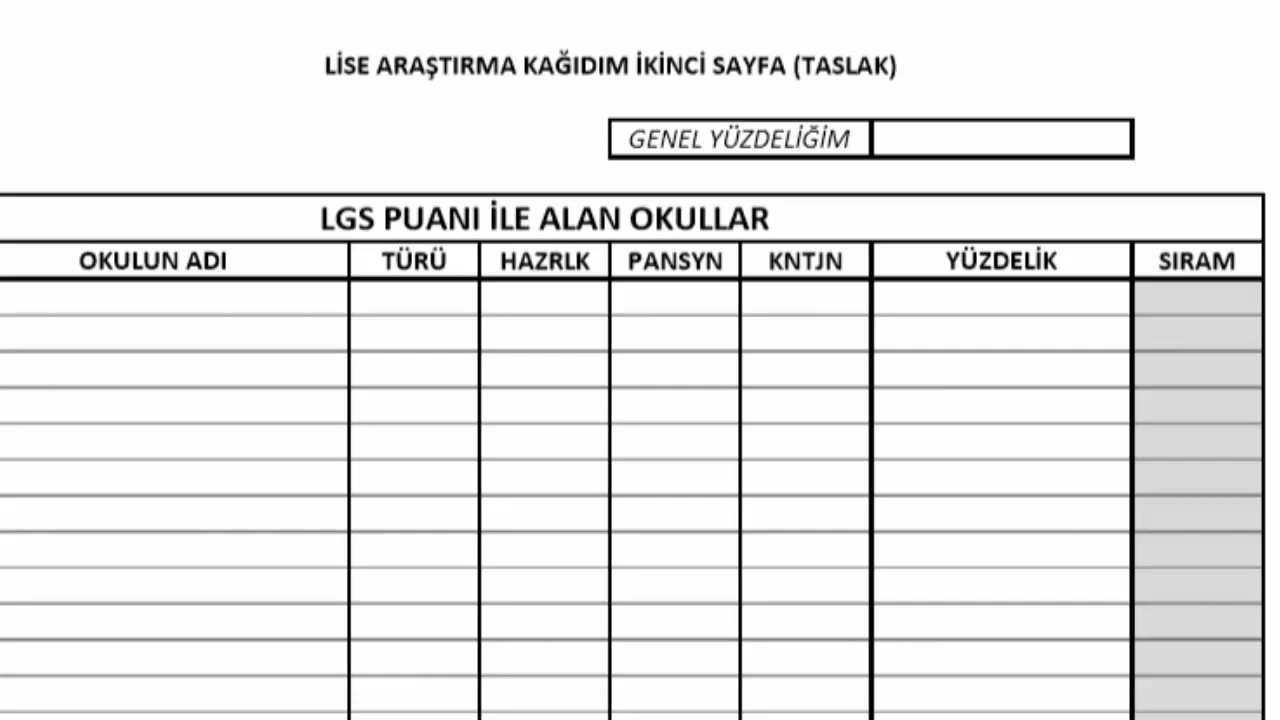 LİSE ARAŞTIRMA KAĞIDIM İKİNCİ SAYFA (TASLAK)
GENEL YÜZDELİĞİM
LGS PUANI İLE ALAN OKULLAR
OKULUN ADI TÜRÜ HAZRLK PANSYN KNTJN YÜZDELİK SIRAM